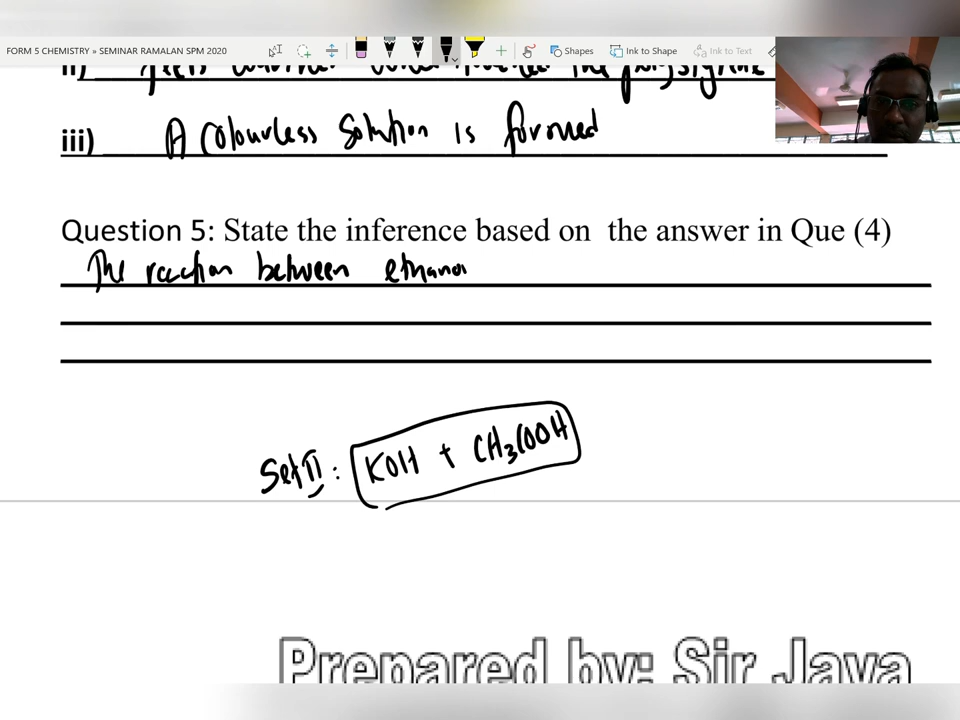 FORM 5 CHEMISTRY » SEMINAR RAMALAN SPM 2020
Shapes
Ink to Shape
Ink to Text
iii) A colourless solution is formed
Question 5: State the inference based on the answer in Que (4)
The reaction between ethano
Set II : KOH + CH₃COOH
Prepared by: Sir Jaya